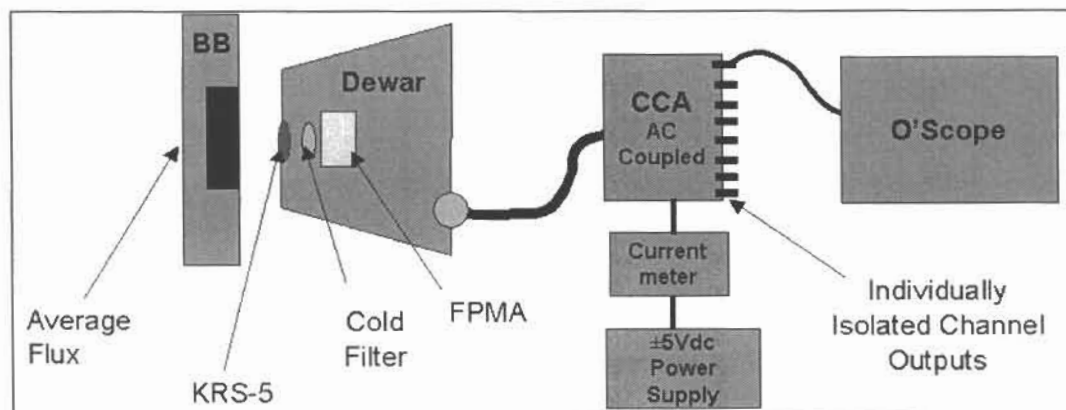 BB
Dewar
CCA
AC
Coupled
O'Scope
Current
meter
±5Vdc
Power
Supply
Average
Flux
KRS-5
Cold
Filter
FPMA
Individually
Isolated Channel
Outputs